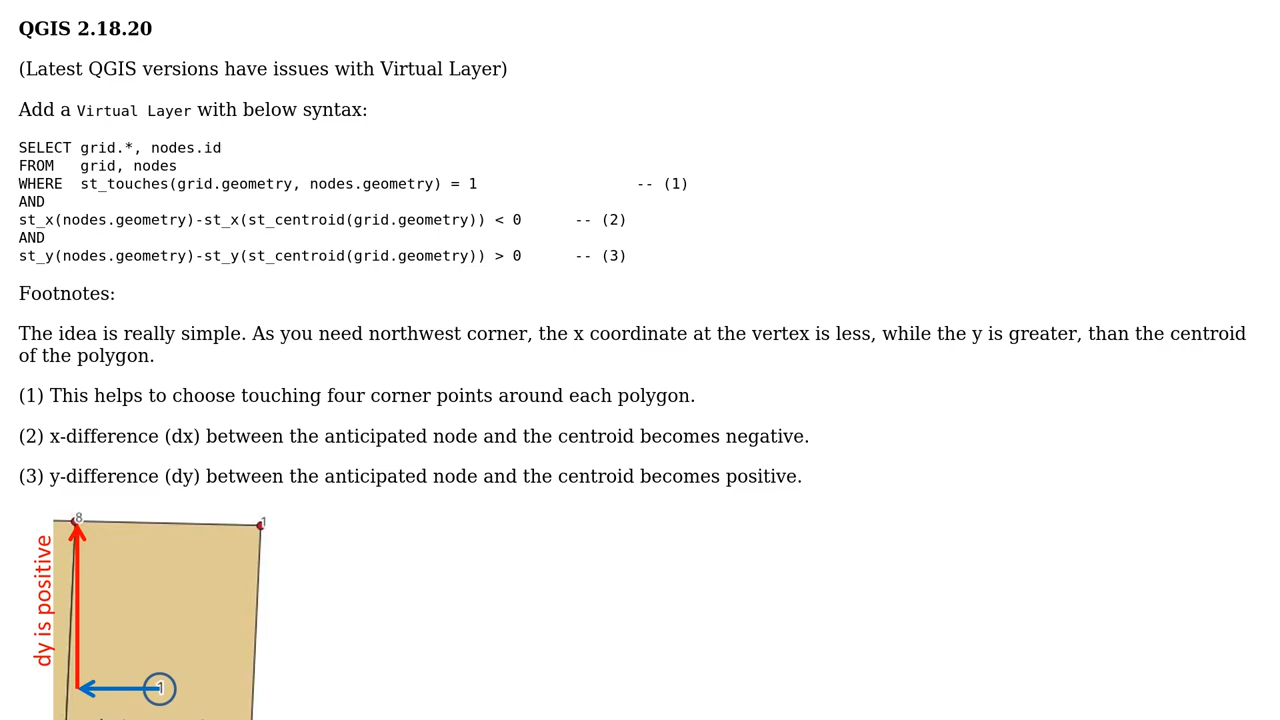 QGIS 2.18.20
(Latest QGIS versions have issues with Virtual Layer)
Add a Virtual Layer with below syntax:
SELECT grid.*, nodes.id
FROM   grid, nodes
WHERE  st_touches(grid.geometry, nodes.geometry) = 1                  -- (1)
AND
st_x(nodes.geometry)-st_x(st_centroid(grid.geometry)) < 0      -- (2)
AND
st_y(nodes.geometry)-st_y(st_centroid(grid.geometry)) > 0      -- (3)
Footnotes:
The idea is really simple. As you need northwest corner, the x coordinate at the vertex is less, while the y is greater, than the centroid
of the polygon.
(1) This helps to choose touching four corner points around each polygon.
(2) x-difference (dx) between the anticipated node and the centroid becomes negative.
(3) y-difference (dy) between the anticipated node and the centroid becomes positive.
8
1
dy is positive
1